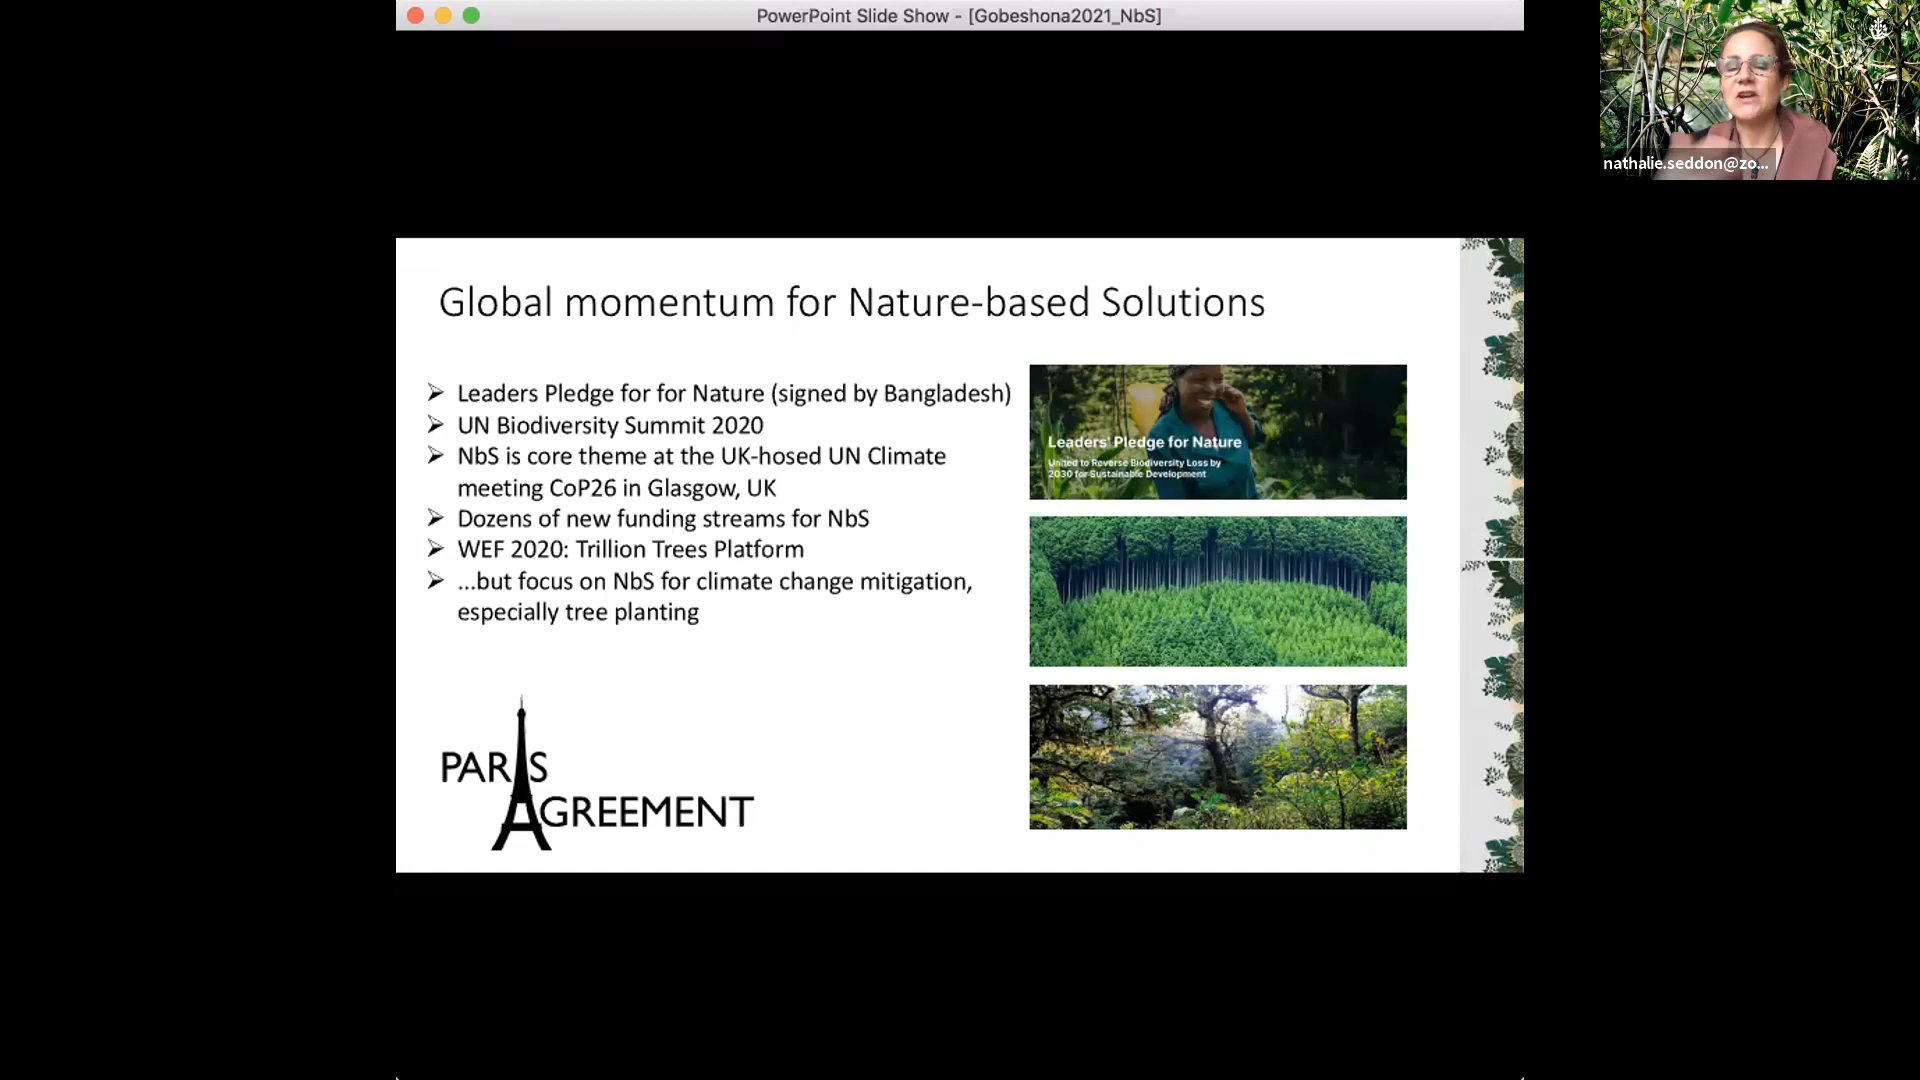 PowerPoint Slide Show - [Gobeshona2021_NbS]
nathalie.seddon@zo...
Global momentum for Nature-based Solutions
➢ Leaders Pledge for for Nature (signed by Bangladesh)
➢ UN Biodiversity Summit 2020
➢ NbS is core theme at the UK-hosed UN Climate
meeting CoP26 in Glasgow, UK
➢ Dozens of new funding streams for NbS
➢ WEF 2020: Trillion Trees Platform
➢ ...but focus on NbS for climate change mitigation,
especially tree planting
Leaders' Pledge for Nature
United to Reverse Biodiversity Loss by
2030 for Sustainable Development
PARIS
AGREEMENT